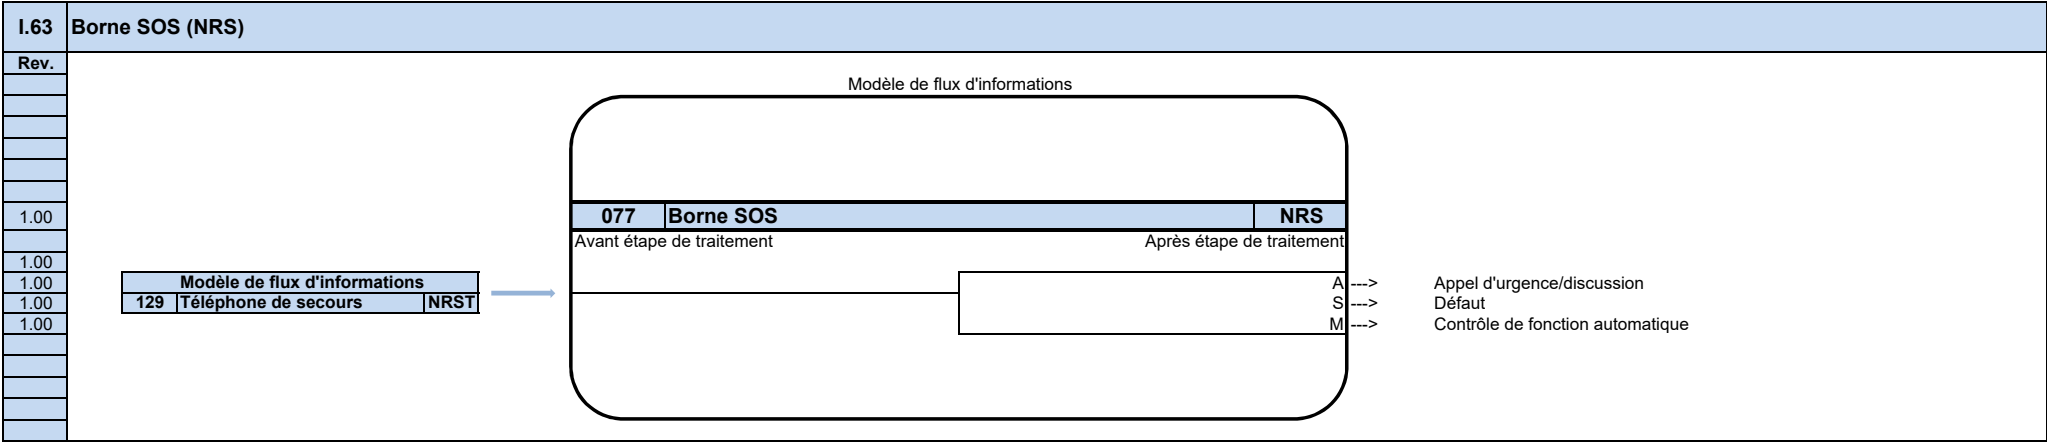 I.63 Borne SOS (NRS)
Rev.
Modèle de flux d'informations
1.00 077 Borne SOS NRS
Avant étape de traitement Après étape de traitement
1.00
1.00 Modèle de flux d'informations A ---> Appel d'urgence/discussion
1.00 129 Téléphone de secours NRST S ---> Défaut
1.00 M ---> Contrôle de fonction automatique